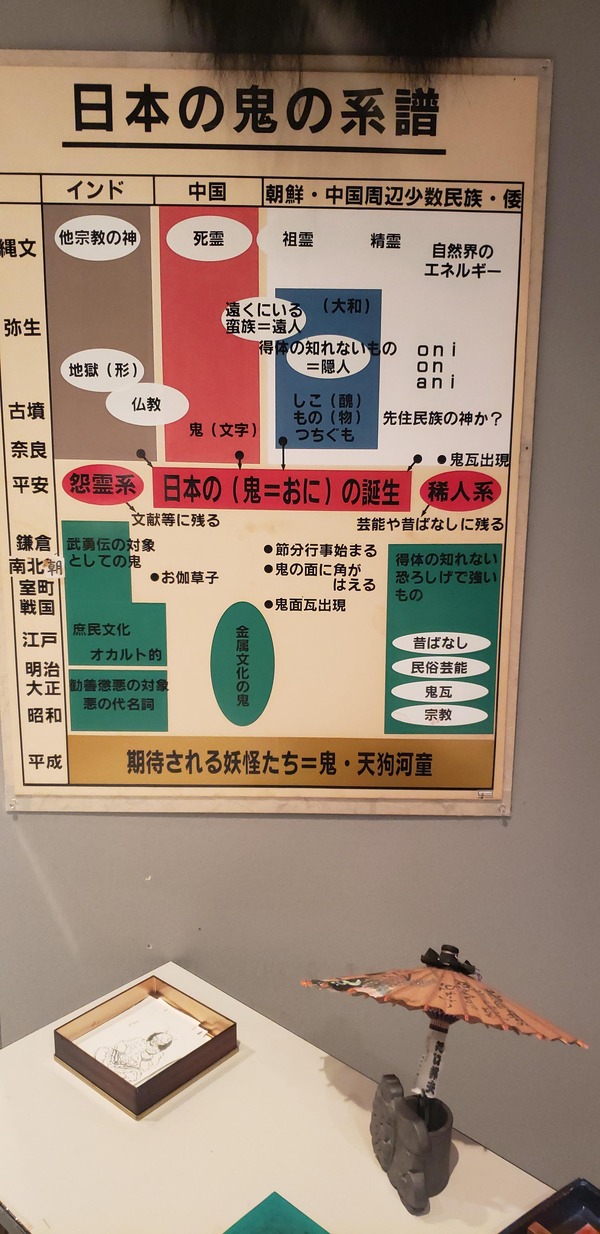 日本の鬼の系譜
インド
中国
朝鮮・中国周辺少数民族・倭
縄文
他宗教の神
死霊
祖霊
精霊
自然界の
エネルギー
弥生
遠くにいる
蛮族=遠人
(大和)
得体の知れないもの
=隠人
oni
on
ani
地獄(形)
仏教
古墳
鬼(文字)
しこ(醜)
もの(物)
つちぐも
先住民族の神か?
奈良
●鬼瓦出現
平安
怨霊系
日本の(鬼=おに)の誕生
稀人系
文献等に残る
芸能や昔ばなしに残る
鎌倉
南北朝
室町
戦国
武勇伝の対象
としての鬼
●お伽草子
●節分行事始まる
●鬼の面に角が
はえる
●鬼面瓦出現
得体の知れない
恐ろしげで強い
もの
江戸
庶民文化
オカルト的
金属文化の鬼
昔ばなし
明治
大正
民俗芸能
勧善懲悪の対象
悪の代名詞
鬼瓦
昭和
宗教
平成
期待される妖怪たち=鬼・天狗河童